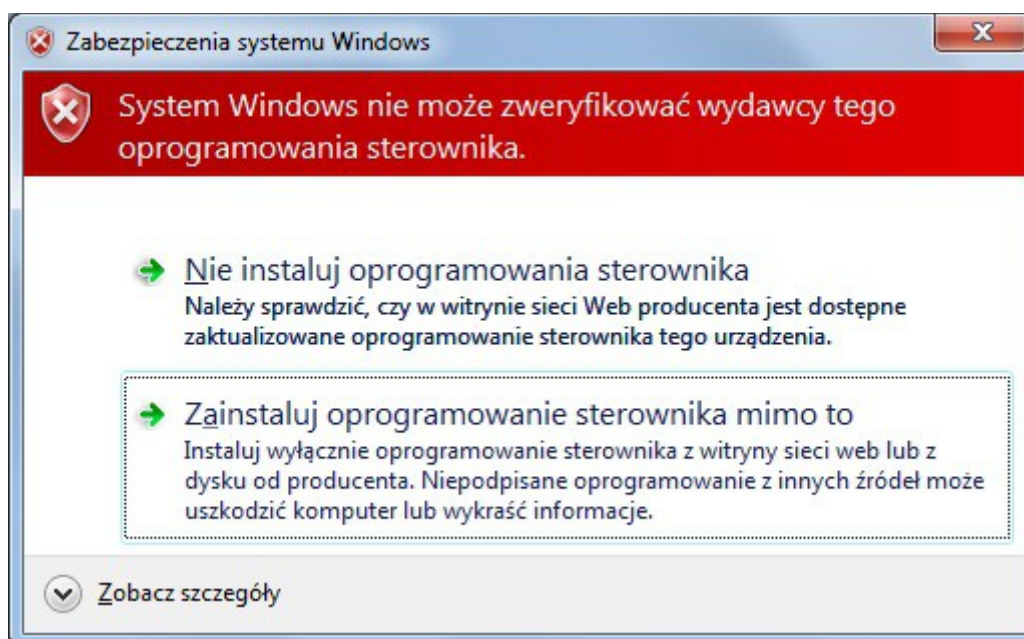 Zabezpieczenia systemu Windows
System Windows nie może zweryfikować wydawcy tego
oprogramowania sterownika.
Nie instaluj oprogramowania sterownika
Należy sprawdzić, czy w witrynie sieci Web producenta jest dostępne
zaktualizowane oprogramowanie sterownika tego urządzenia.
Zainstaluj oprogramowanie sterownika mimo to
Instaluj wyłącznie oprogramowanie sterownika z witryny sieci web lub z
dysku od producenta. Niepodpisane oprogramowanie z innych źródeł może
uszkodzić komputer lub wykraść informacje.
Zobacz szczegóły